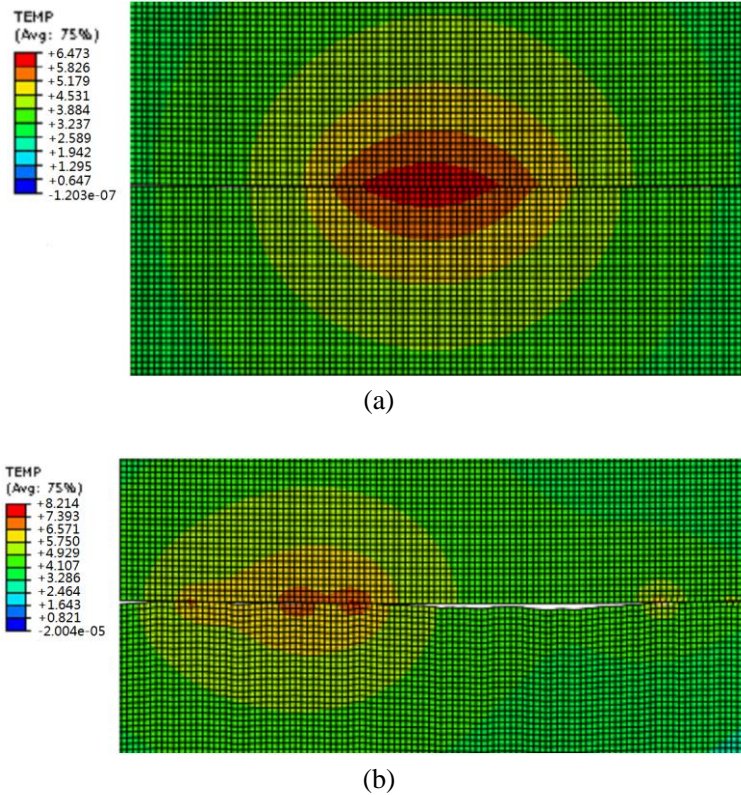 TEMP
(Avg: 75%)
+6.473
+5.826
+5.179
+4.531
+3.884
+3.237
+2.589
+1.942
+1.295
+0.647
-1.203e-07
(a)
TEMP
(Avg: 75%)
+8.214
+7.393
+6.571
+5.750
+4.929
+4.107
+3.286
+2.464
+1.643
+0.821
-2.004e-05
(b)